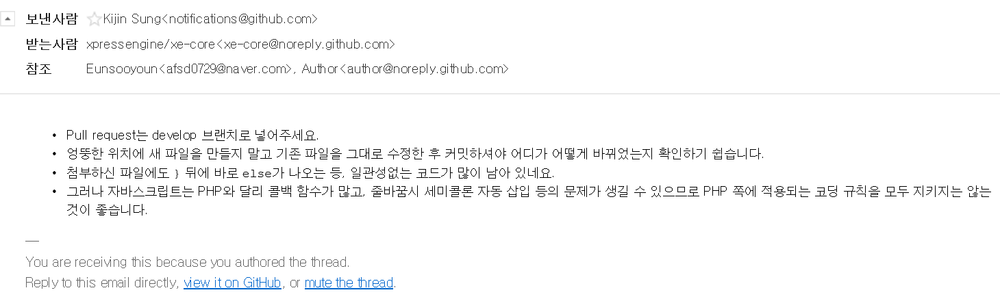 보낸사람 Kijin Sung<notifications@github.com>
받는사람 xpressengine/xe-core<xe-core@noreply.github.com>
참조 Eunsooyoun<afsd0729@naver.com>, Author<author@noreply.github.com>
• Pull request는 develop 브랜치로 넣어주세요.
• 엉뚱한 위치에 새 파일을 만들지 말고 기존 파일을 그대로 수정한 후 커밋하셔야 어디가 어떻게 바뀌었는지 확인하기 쉽습니다.
• 첨부하신 파일에도 } 뒤에 바로 else가 나오는 등, 일관성없는 코드가 많이 남아 있네요.
• 그러나 자바스크립트는 PHP와 달리 콜백 함수가 많고, 줄바꿈시 세미콜론 자동 삽입 등의 문제가 생길 수 있으므로 PHP 쪽에 적용되는 코딩 규칙을 모두 지키지는 않는
것이 좋습니다.
—
You are receiving this because you authored the thread.
Reply to this email directly, view it on GitHub, or mute the thread.